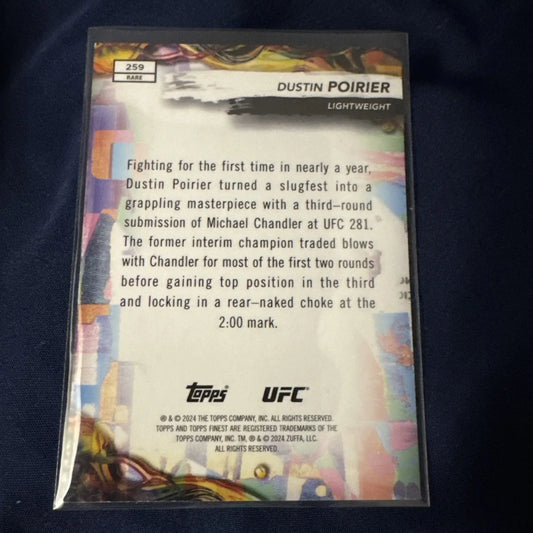 259
RARE
DUSTIN POIRIER
LIGHTWEIGHT
Fighting for the first time in nearly a year,
Dustin Poirier turned a slugfest into a
grappling masterpiece with a third–round
submission of Michael Chandler at UFC 281.
The former interim champion traded blows
with Chandler for most of the first two rounds
before gaining top position in the third
and locking in a rear–naked choke at the
2:00 mark.
topps UFC
® & © 2024 THE TOPPS COMPANY, INC. ALL RIGHTS RESERVED.
TOPPS AND TOPPS FINEST ARE REGISTERED TRADEMARKS OF THE
TOPPS COMPANY, INC. TM, ® & © 2024 ZUFFA, LLC.
ALL RIGHTS RESERVED.